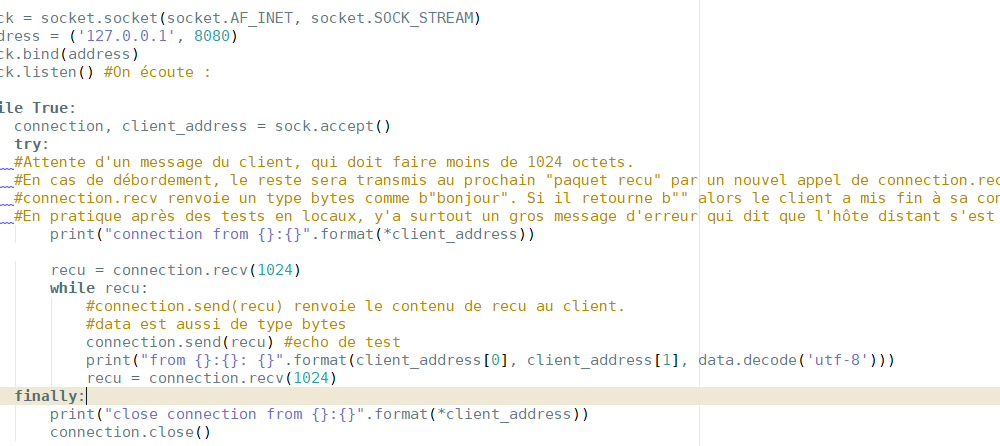 ck = socket.socket(socket.AF_INET, socket.SOCK_STREAM)
dress = ('127.0.0.1', 8080)
ck.bind(address)
ck.listen() #On écoute :
ile True:
connection, client_address = sock.accept()
try:
#Attente d'un message du client, qui doit faire moins de 1024 octets.
#En cas de débordement, le reste sera transmis au prochain "paquet recu" par un nouvel appel de connection.rec
#connection.recv renvoie un type bytes comme b"bonjour". Si il retourne b"" alors le client a mis fin à sa con
#En pratique après des tests en locaux, y'a surtout un gros message d'erreur qui dit que l'hôte distant s'est
print("connection from {}:{}".format(*client_address))
recu = connection.recv(1024)
while recu:
#connection.send(recu) renvoie le contenu de recu au client.
#data est aussi de type bytes
connection.send(recu) #echo de test
print("from {}:{}: {}".format(client_address[0], client_address[1], data.decode('utf-8')))
recu = connection.recv(1024)
finally:
print("close connection from {}:{}".format(*client_address))
connection.close()